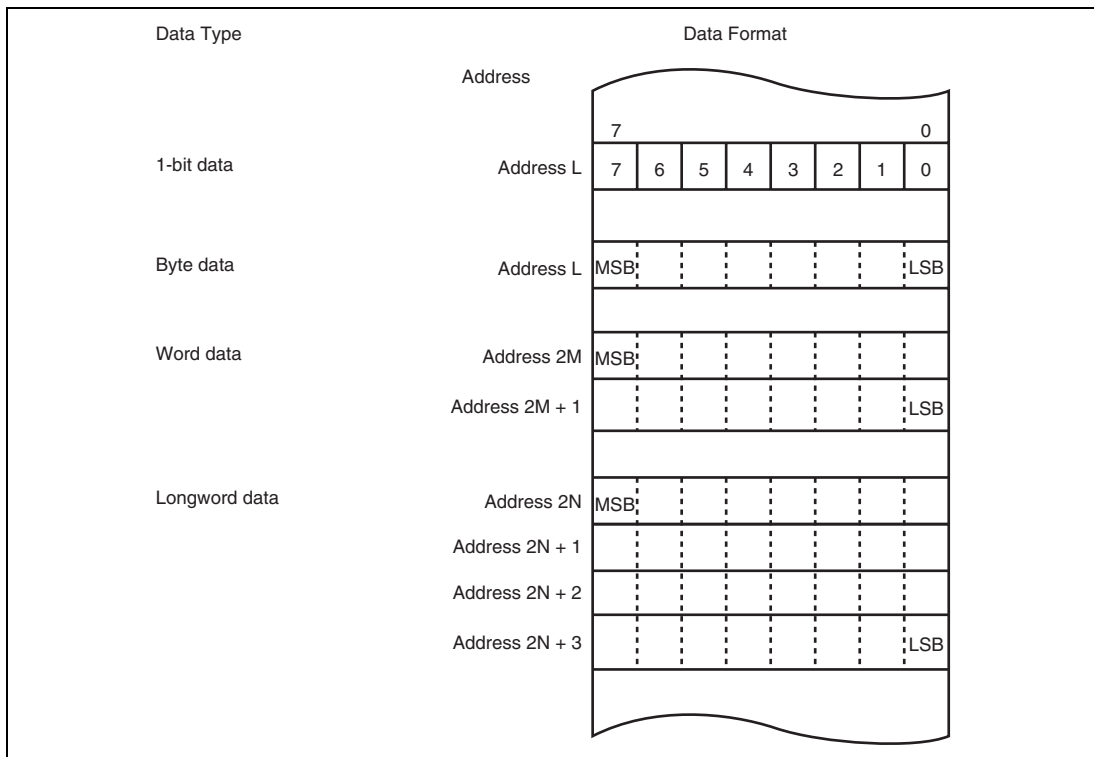 Data Type Data Format
Address
7 0
1-bit data Address L 7 6 5 4 3 2 1 0
Byte data Address L MSB LSB
Word data Address 2M MSB
Address 2M + 1 LSB
Longword data Address 2N MSB
Address 2N + 1
Address 2N + 2
Address 2N + 3 LSB